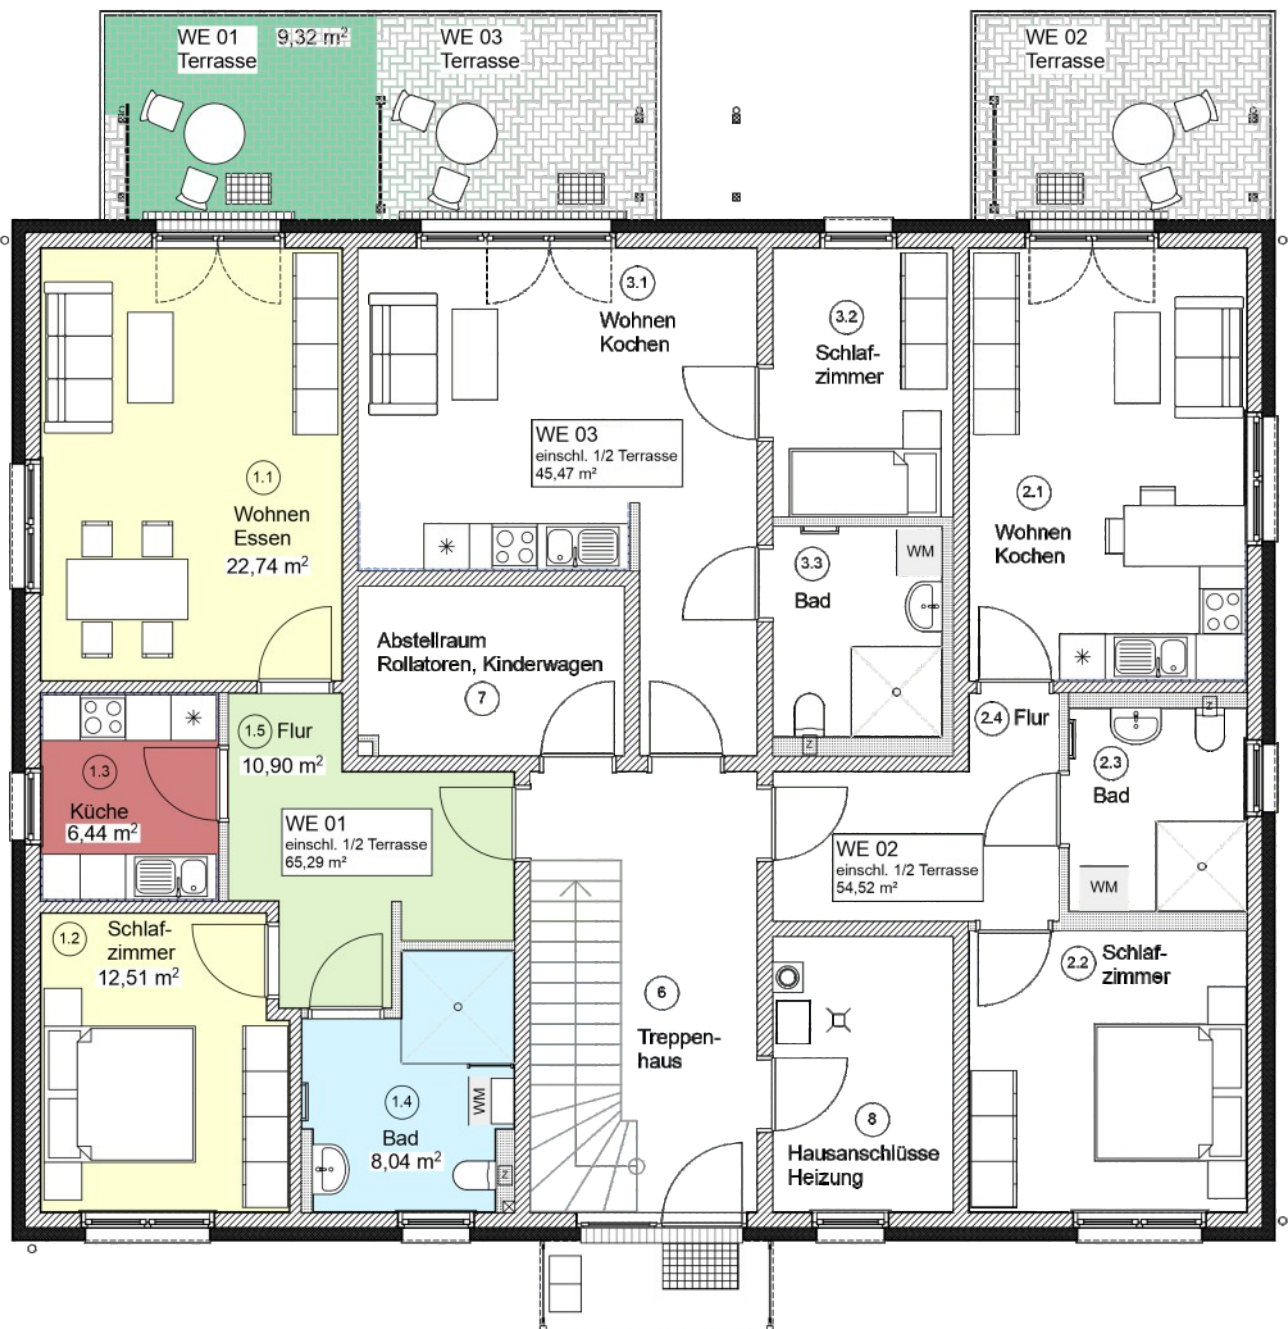 WE 01 9,32 m²
Terrasse
WE 03
Terrasse
WE 02
Terrasse
3.1
Wohnen
Kochen
3.2
Schlaf-
zimmer
WE 03
einschl. 1/2 Terrasse
45,47 m²
1.1
Wohnen
Essen
22,74 m²
2.1
Wohnen
Kochen
3.3
Bad
WM
Abstellraum
Rollatoren, Kinderwagen
7
Z
1.5 Flur
10,90 m²
2.4 Flur
Z
1.3
Küche
6,44 m²
2.3
Bad
WM
WE 01
einschl. 1/2 Terrasse
65,29 m²
WE 02
einschl. 1/2 Terrasse
54,52 m²
1.2
Schlaf-
zimmer
12,51 m²
2.2
Schlaf-
zimmer
6
Treppen-
haus
1.4
Bad
8,04 m²
WM
Z
8
Hausanschlüsse
Heizung